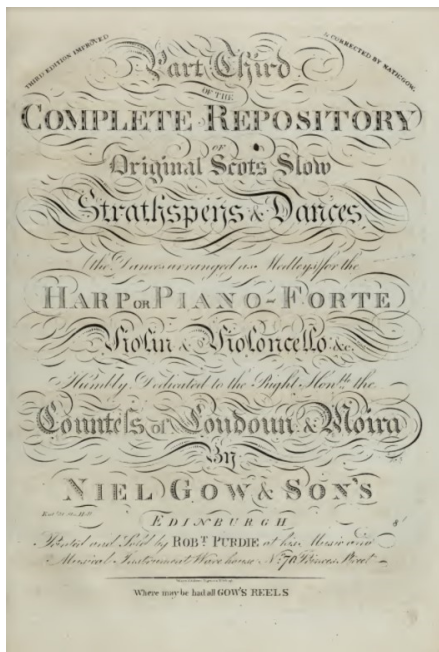 THIRD EDITION IMPROVED
& CORRECTED BY NATH. GOW.
Part Third
OF THE
COMPLETE REPOSITORY
OF
Original Scots Slow
Strathspeys & Dances
(the Dances arranged as Medleys) for the
HARP OR PIANO-FORTE
Violin & Violoncello &c.
Humbly Dedicated to the Right Honble. the
Countess of Loudoun & Moira
By
NIEL GOW & SON'S
EDINBURGH
Printed and Sold by ROBT. PURDIE at his Music and
Musical Instrument Ware house No. 70 Princes Street
Where may be had all GOW'S REELS